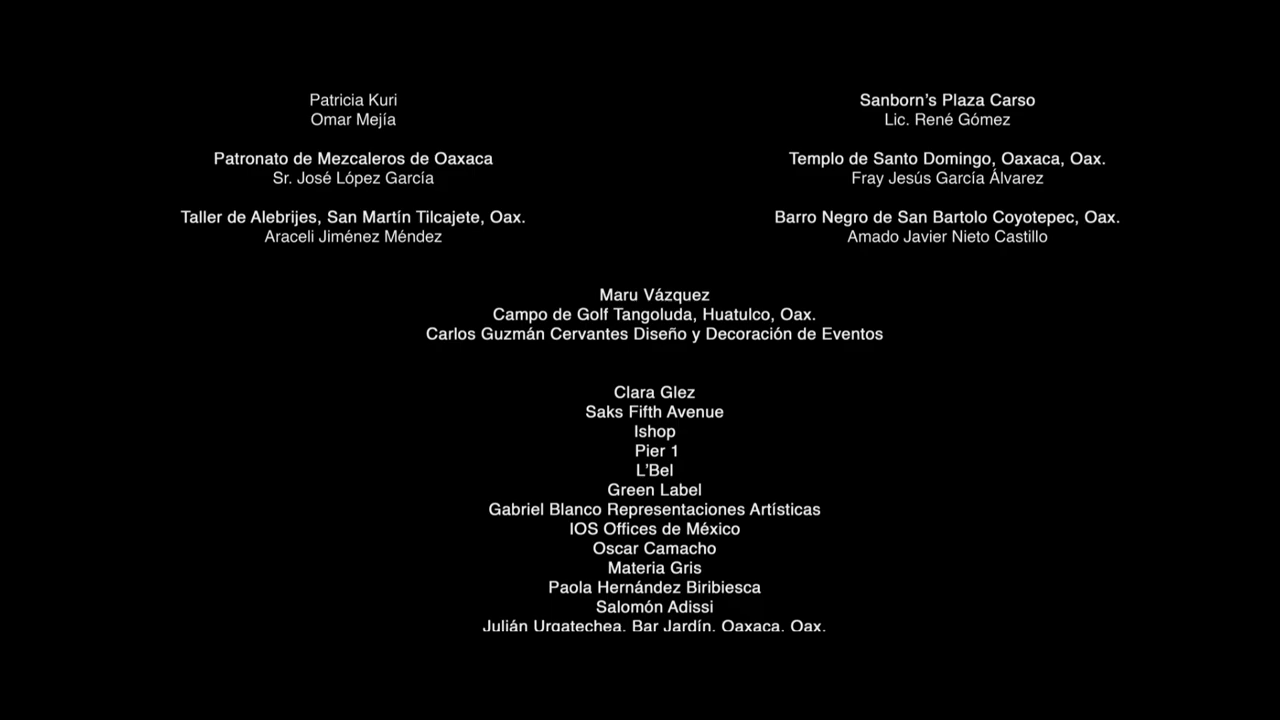 Patricia Kuri
Omar Mejía
Sanborn's Plaza Carso
Lic. René Gómez
Patronato de Mezcaleros de Oaxaca
Sr. José López García
Templo de Santo Domingo, Oaxaca, Oax.
Fray Jesús García Álvarez
Taller de Alebrijes, San Martín Tilcajete, Oax.
Araceli Jiménez Méndez
Barro Negro de San Bartolo Coyotepec, Oax.
Amado Javier Nieto Castillo
Maru Vázquez
Campo de Golf Tangoluda, Huatulco, Oax.
Carlos Guzmán Cervantes Diseño y Decoración de Eventos
Clara Glez
Saks Fifth Avenue
Ishop
Pier 1
L'Bel
Green Label
Gabriel Blanco Representaciones Artísticas
IOS Offices de México
Oscar Camacho
Materia Gris
Paola Hernández Biribiesca
Salomón Adissi
Julián Urgatechea, Bar Jardín, Oaxaca, Oax.